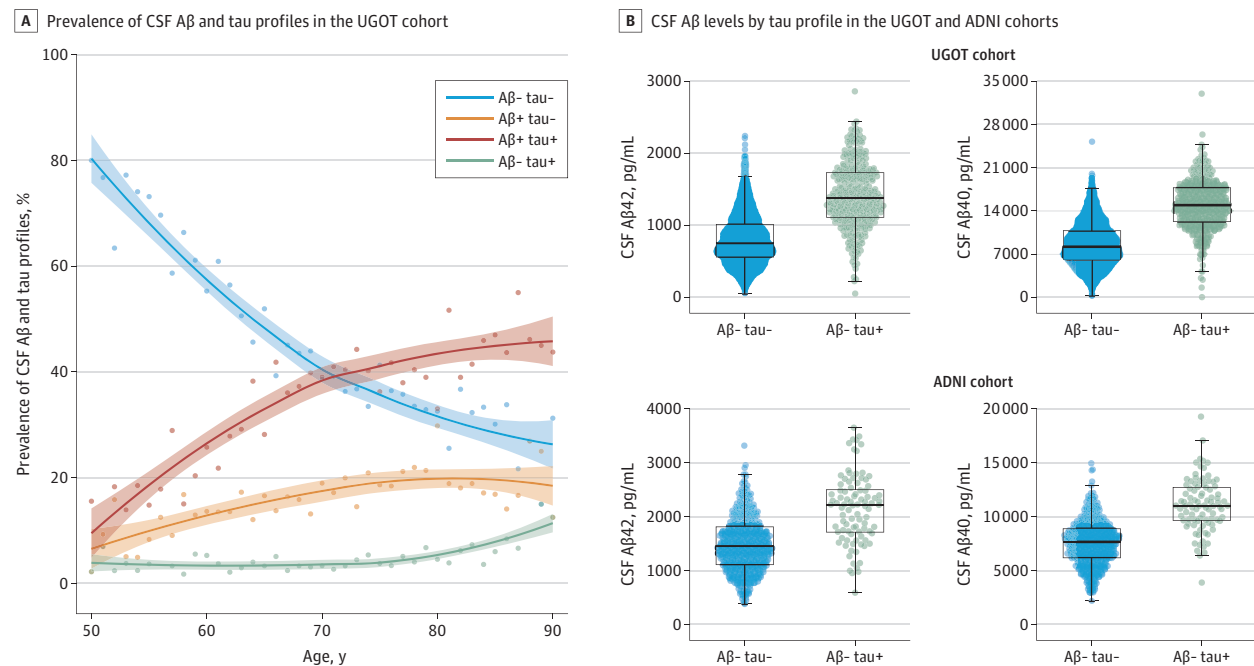 A Prevalence of CSF Aβ and tau profiles in the UGOT cohort
100
80
60
40
20
0
Prevalence of CSF Aβ and tau profiles, %
Aβ- tau-
Aβ+ tau-
Aβ+ tau+
Aβ- tau+
50 60 70 80 90
Age, y
B CSF Aβ levels by tau profile in the UGOT and ADNI cohorts
UGOT cohort
3000
2000
1000
0
CSF Aβ42, pg/mL
Aβ- tau- Aβ- tau+
35 000
28 000
21 000
14 000
7000
0
CSF Aβ40, pg/mL
Aβ- tau- Aβ- tau+
ADNI cohort
4000
3000
2000
1000
0
CSF Aβ42, pg/mL
Aβ- tau- Aβ- tau+
20 000
15 000
10 000
5000
0
CSF Aβ40, pg/mL
Aβ- tau- Aβ- tau+